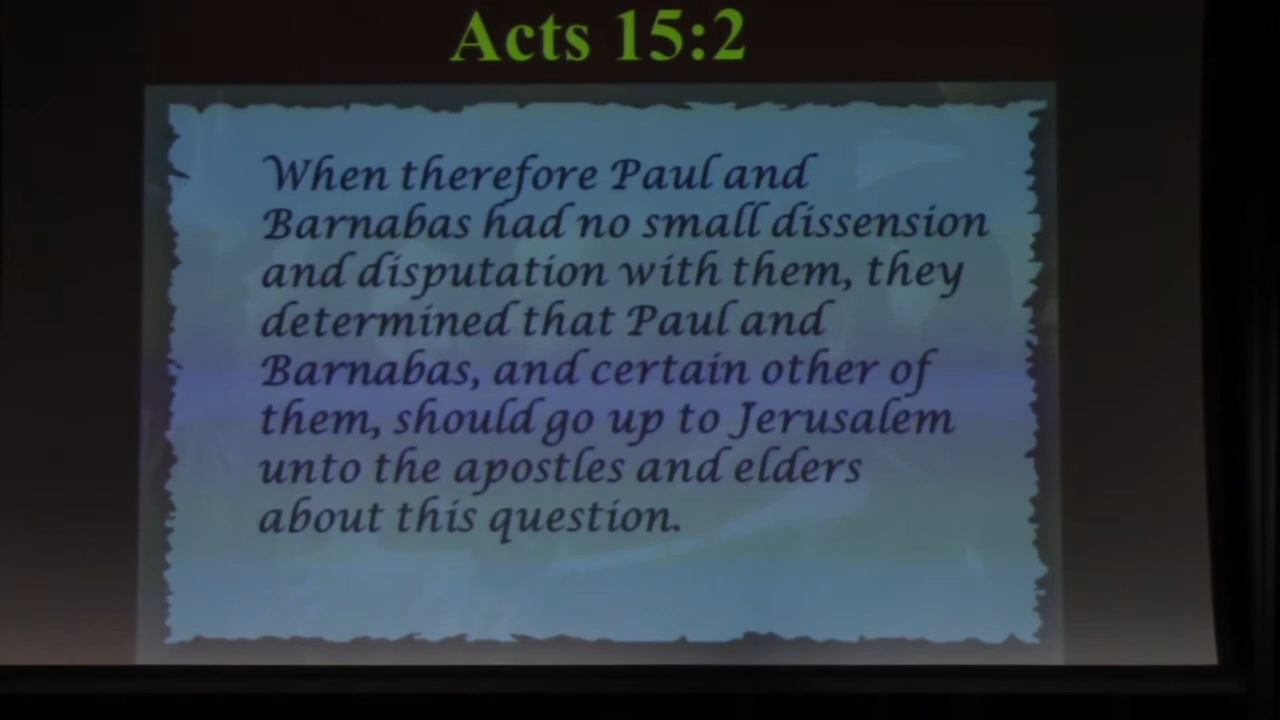 Acts 15:2
When therefore Paul and
Barnabas had no small dissension
and disputation with them, they
determined that Paul and
Barnabas, and certain other of
them, should go up to Jerusalem
unto the apostles and elders
about this question.